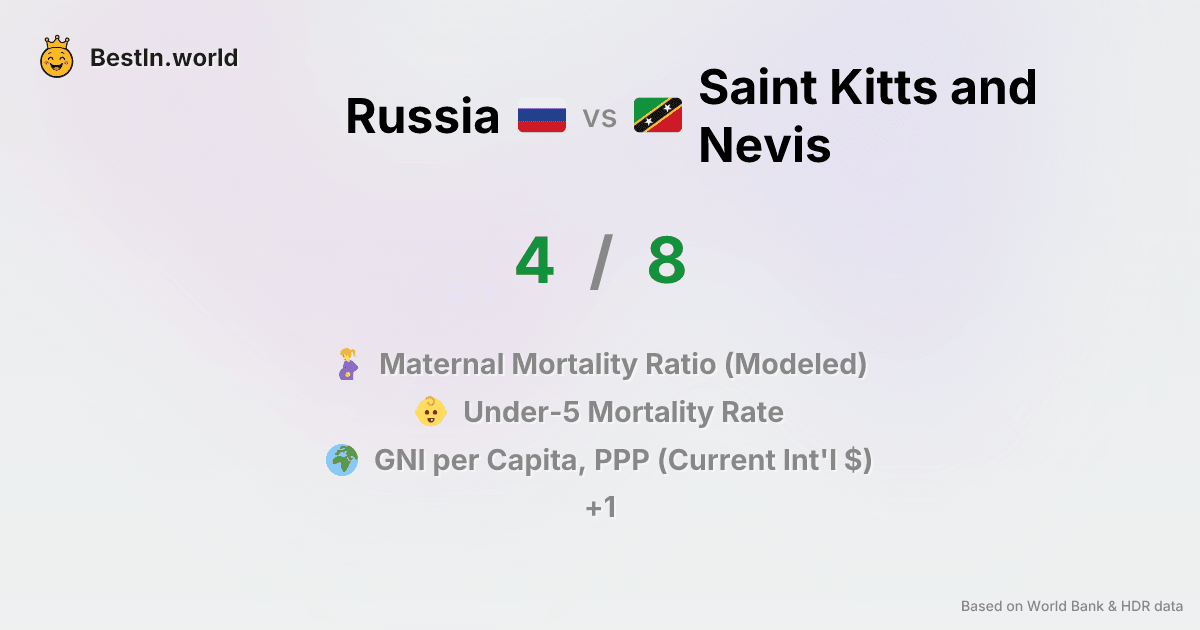 BestIn.world
Russia vs Saint Kitts and
Nevis
4 / 8
Maternal Mortality Ratio (Modeled)
Under-5 Mortality Rate
GNI per Capita, PPP (Current Int'l $)
+1
Based on World Bank & HDR data